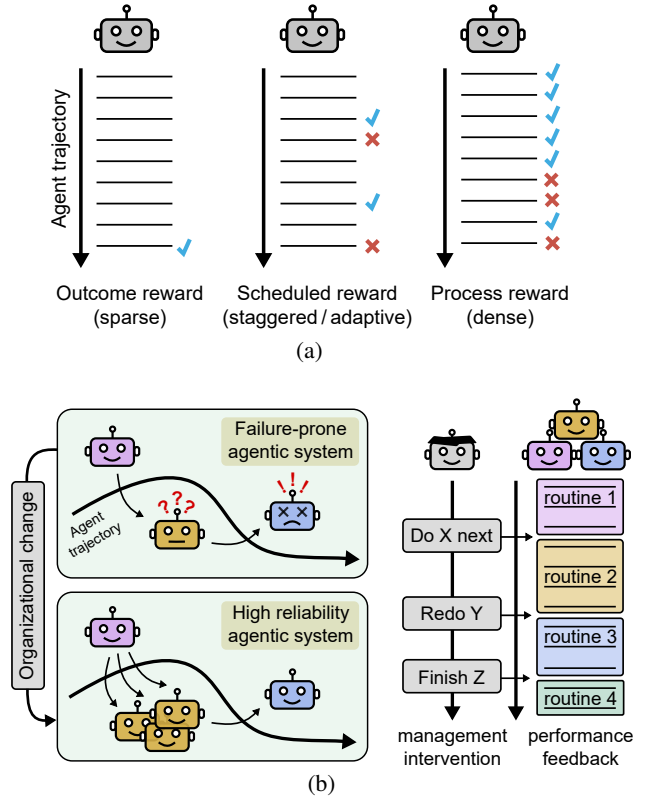 Agent trajectory
Outcome reward
(sparse)
Scheduled reward
(staggered / adaptive)
Process reward
(dense)
(a)
Organizational change
Failure-prone
agentic system
? ? ?
! ! !
Agent
trajectory
High reliability
agentic system
Do X next
Redo Y
Finish Z
management
intervention
routine 1
routine 2
routine 3
routine 4
performance
feedback
(b)